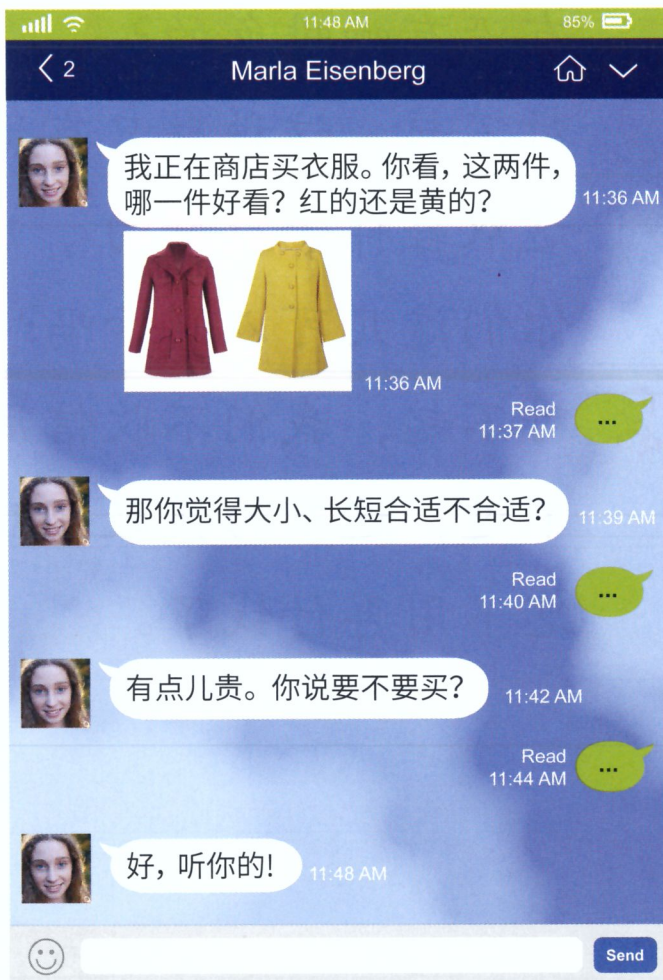 11:48 AM
85%
2
Marla Eisenberg
我正在商店买衣服。你看，这两件，
哪一件好看？红的还是黄的？
11:36 AM
11:36 AM
Read
11:37 AM
...
那你觉得大小、长短合适不合适？
11:39 AM
Read
11:40 AM
...
有点儿贵。你说要不要买？
11:42 AM
Read
11:44 AM
...
好，听你的！
11:48 AM
Send